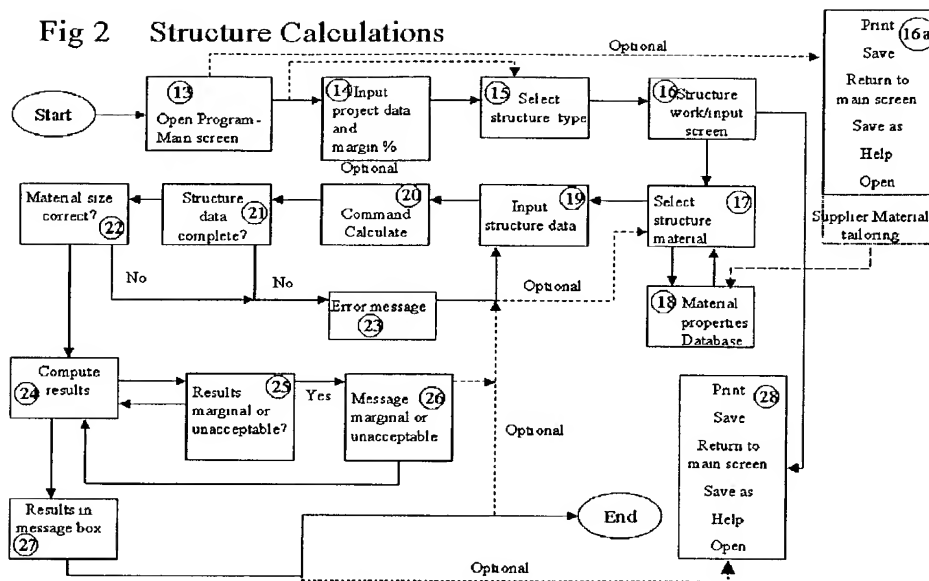 Fig 2 Structure Calculations
Optional
Print
16a
Save
Return to
main screen
Save as
Help
Open
Supplier Material
tailoring
Start
13
Open Program -
Main screen
14
Input
project data
and
margin %
Optional
15
Select
structure type
16
Structure
work/input
screen
Material size
correct?
22
Structure
data
complete?
21
20
Command
Calculate
19
Input
structure data
Select
structure
material
17
No
No
Error message
23
Optional
18
Material
properties
Database
Compute
results
24
Results
marginal or
unacceptable?
25
Yes
Message
marginal or
unacceptable
26
Optional
Print
28
Save
Return to
main screen
Save as
Help
Open
Results in
message box
27
End
Optional